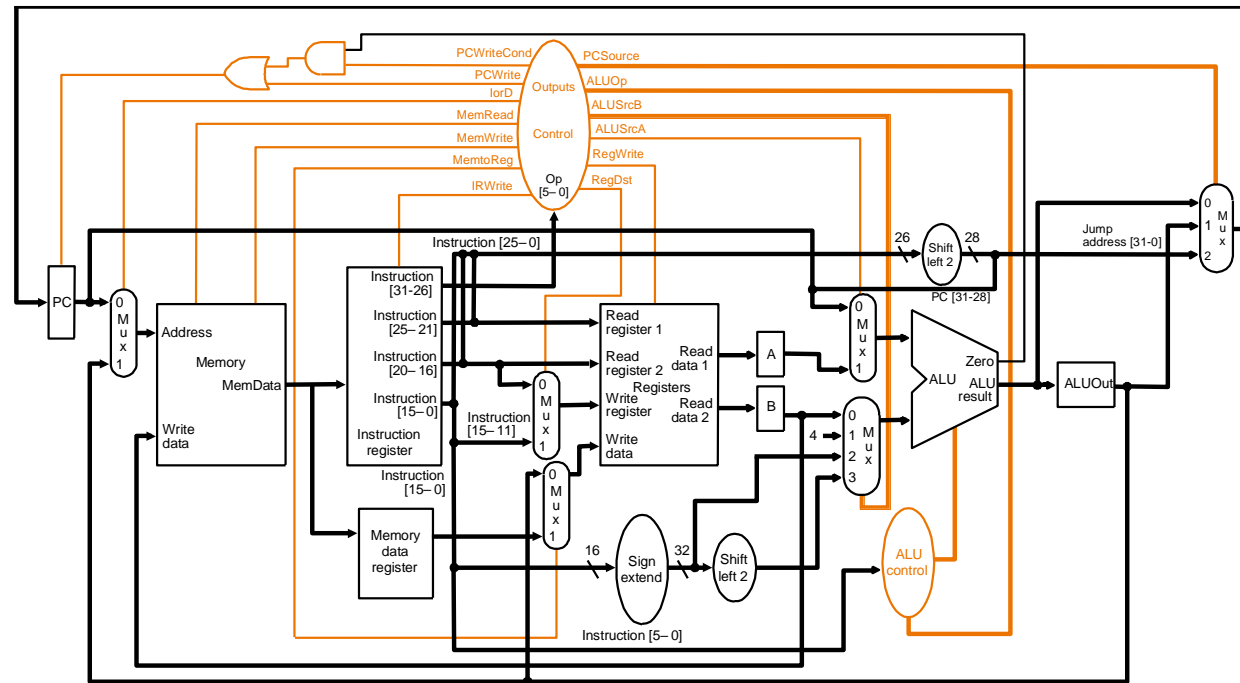 PCWriteCond
PCSource
PCWrite
ALUOp
IorD
Outputs
ALUSrcB
MemRead
ALUSrcA
MemWrite
Control
RegWrite
MemtoReg
RegDst
IRWrite
Op
[5–0]
Instruction [25–0]
26
Shift
left 2
28
Jump
address [31-0]
PC [31-28]
0
1
2
M
u
x
PC
0
M
u
x
1
Address
Memory
MemData
Write
data
Instruction
[31-26]
Instruction
[25–21]
Instruction
[20–16]
Instruction
[15–0]
Instruction
register
Instruction
[15–0]
Instruction
[15–11]
0
M
u
x
1
Read
register 1
Read
register 2
Registers
Write
register
Write
data
Read
data 1
Read
data 2
A
B
0
M
u
x
1
4
0
1
2
3
M
u
x
Zero
ALU
ALU
result
ALUOut
0
M
u
x
1
Memory
data
register
16
Sign
extend
32
Shift
left 2
ALU
control
Instruction [5–0]